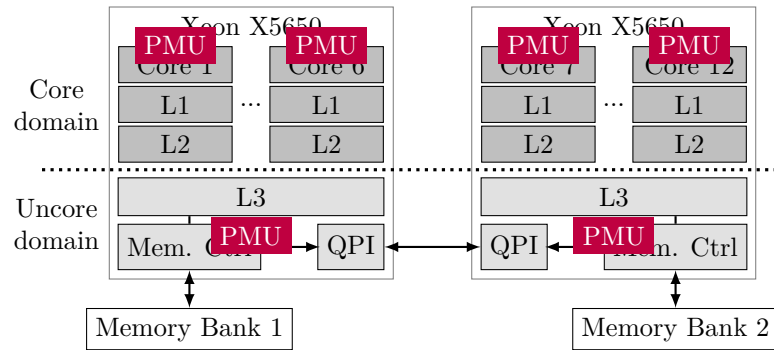 Xeon X5650
Xeon X5650
PMU
PMU
PMU
PMU
Core 1
Core 6
Core 7
Core 12
Core
domain
L1
...
L1
L1
...
L1
L2
L2
L2
L2
Uncore
domain
L3
L3
PMU
PMU
Mem. Ctrl
QPI
QPI
Mem. Ctrl
Memory Bank 1
Memory Bank 2